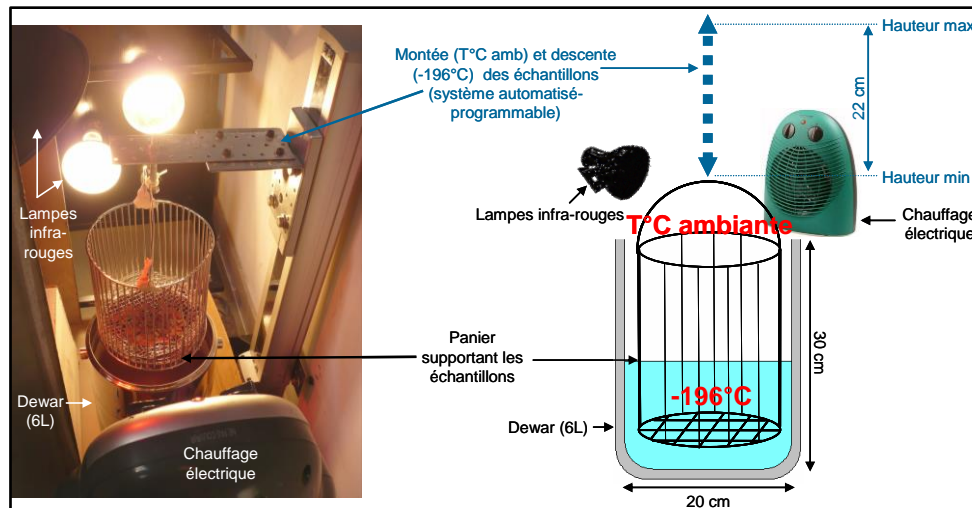 Montée (T°C amb) et descente
(-196°C) des échantillons
(système automatisé-
programmable)
Hauteur max
22 cm
Hauteur min
Lampes
infra-
rouges
Lampes infra-rouges
T°C ambiante
Chauffage
électrique
Panier
supportant les
échantillons
30 cm
-196°C
Dewar
(6L)
Dewar (6L)
Chauffage
électrique
20 cm